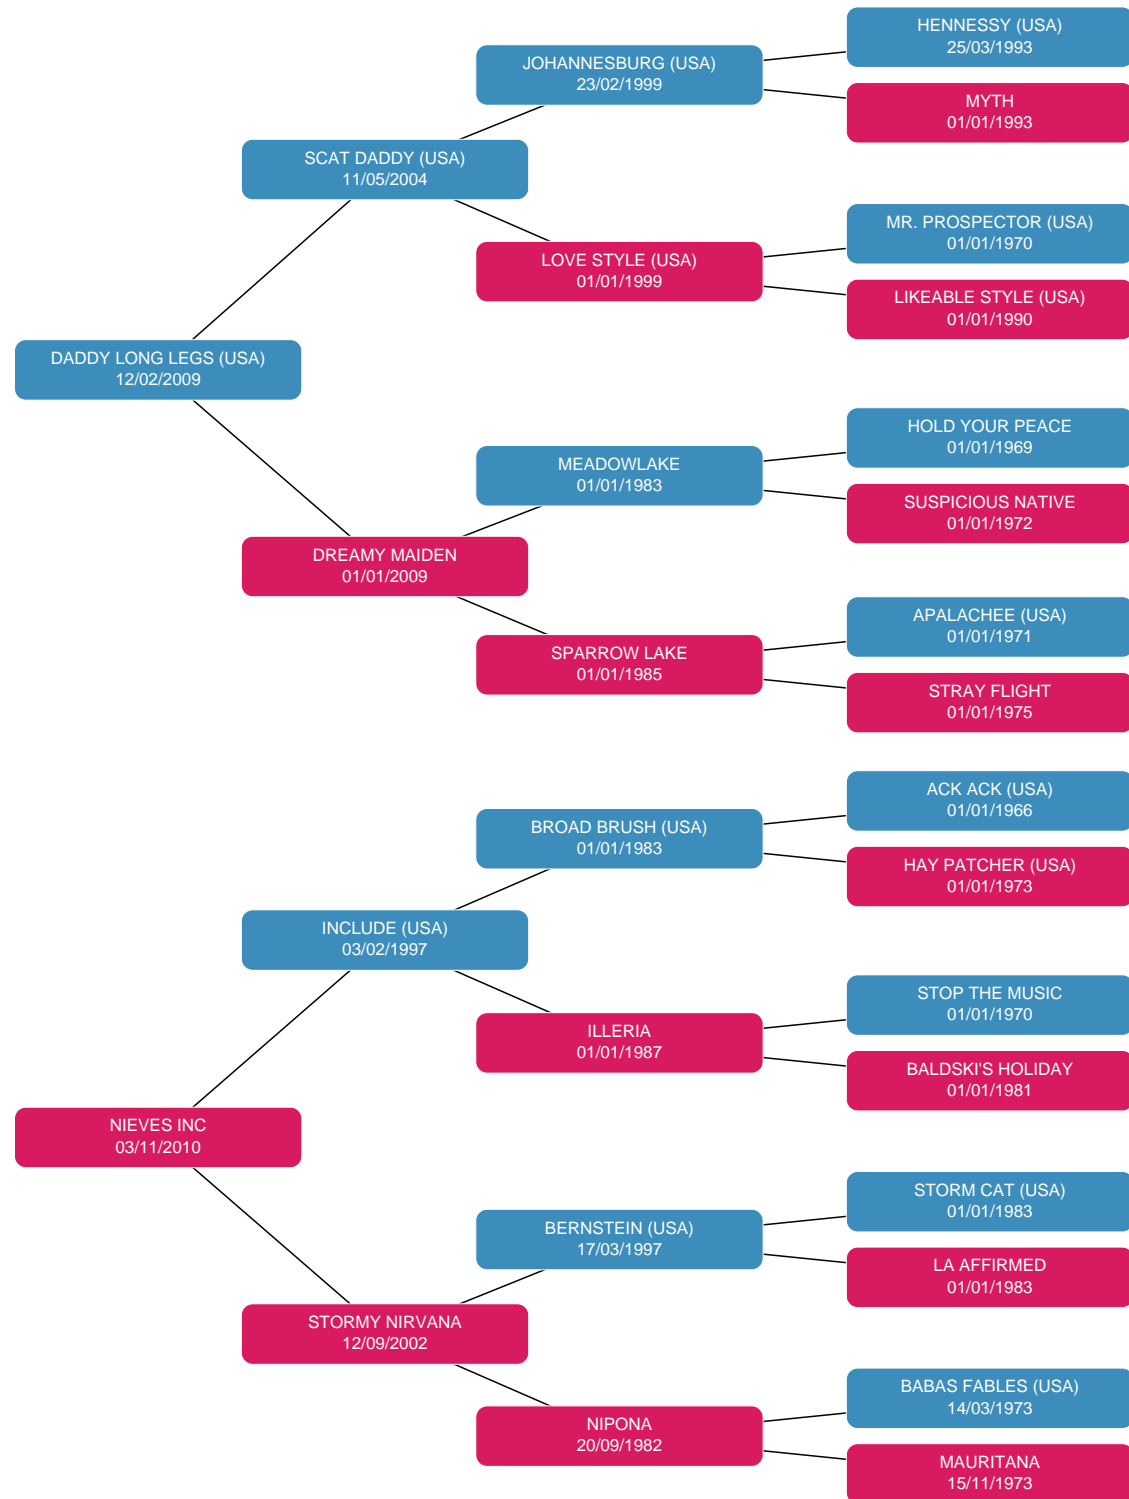 HENNESSY (USA)
25/03/1993
JOHANNESBURG (USA)
23/02/1999
MYTH
01/01/1993
SCAT DADDY (USA)
11/05/2004
MR. PROSPECTOR (USA)
01/01/1970
LOVE STYLE (USA)
01/01/1999
LIKEABLE STYLE (USA)
01/01/1990
DADDY LONG LEGS (USA)
12/02/2009
HOLD YOUR PEACE
01/01/1969
MEADOWLAKE
01/01/1983
SUSPICIOUS NATIVE
01/01/1972
DREAMY MAIDEN
01/01/2009
APALACHEE (USA)
01/01/1971
SPARROW LAKE
01/01/1985
STRAY FLIGHT
01/01/1975
ACK ACK (USA)
01/01/1966
BROAD BRUSH (USA)
01/01/1983
HAY PATCHER (USA)
01/01/1973
INCLUDE (USA)
03/02/1997
STOP THE MUSIC
01/01/1970
ILLERIA
01/01/1987
BALDSKI'S HOLIDAY
01/01/1981
NIEVES INC
03/11/2010
STORM CAT (USA)
01/01/1983
BERNSTEIN (USA)
17/03/1997
LA AFFIRMED
01/01/1983
STORMY NIRVANA
12/09/2002
BABAS FABLES (USA)
14/03/1973
NIPONA
20/09/1982
MAURITANA
15/11/1973